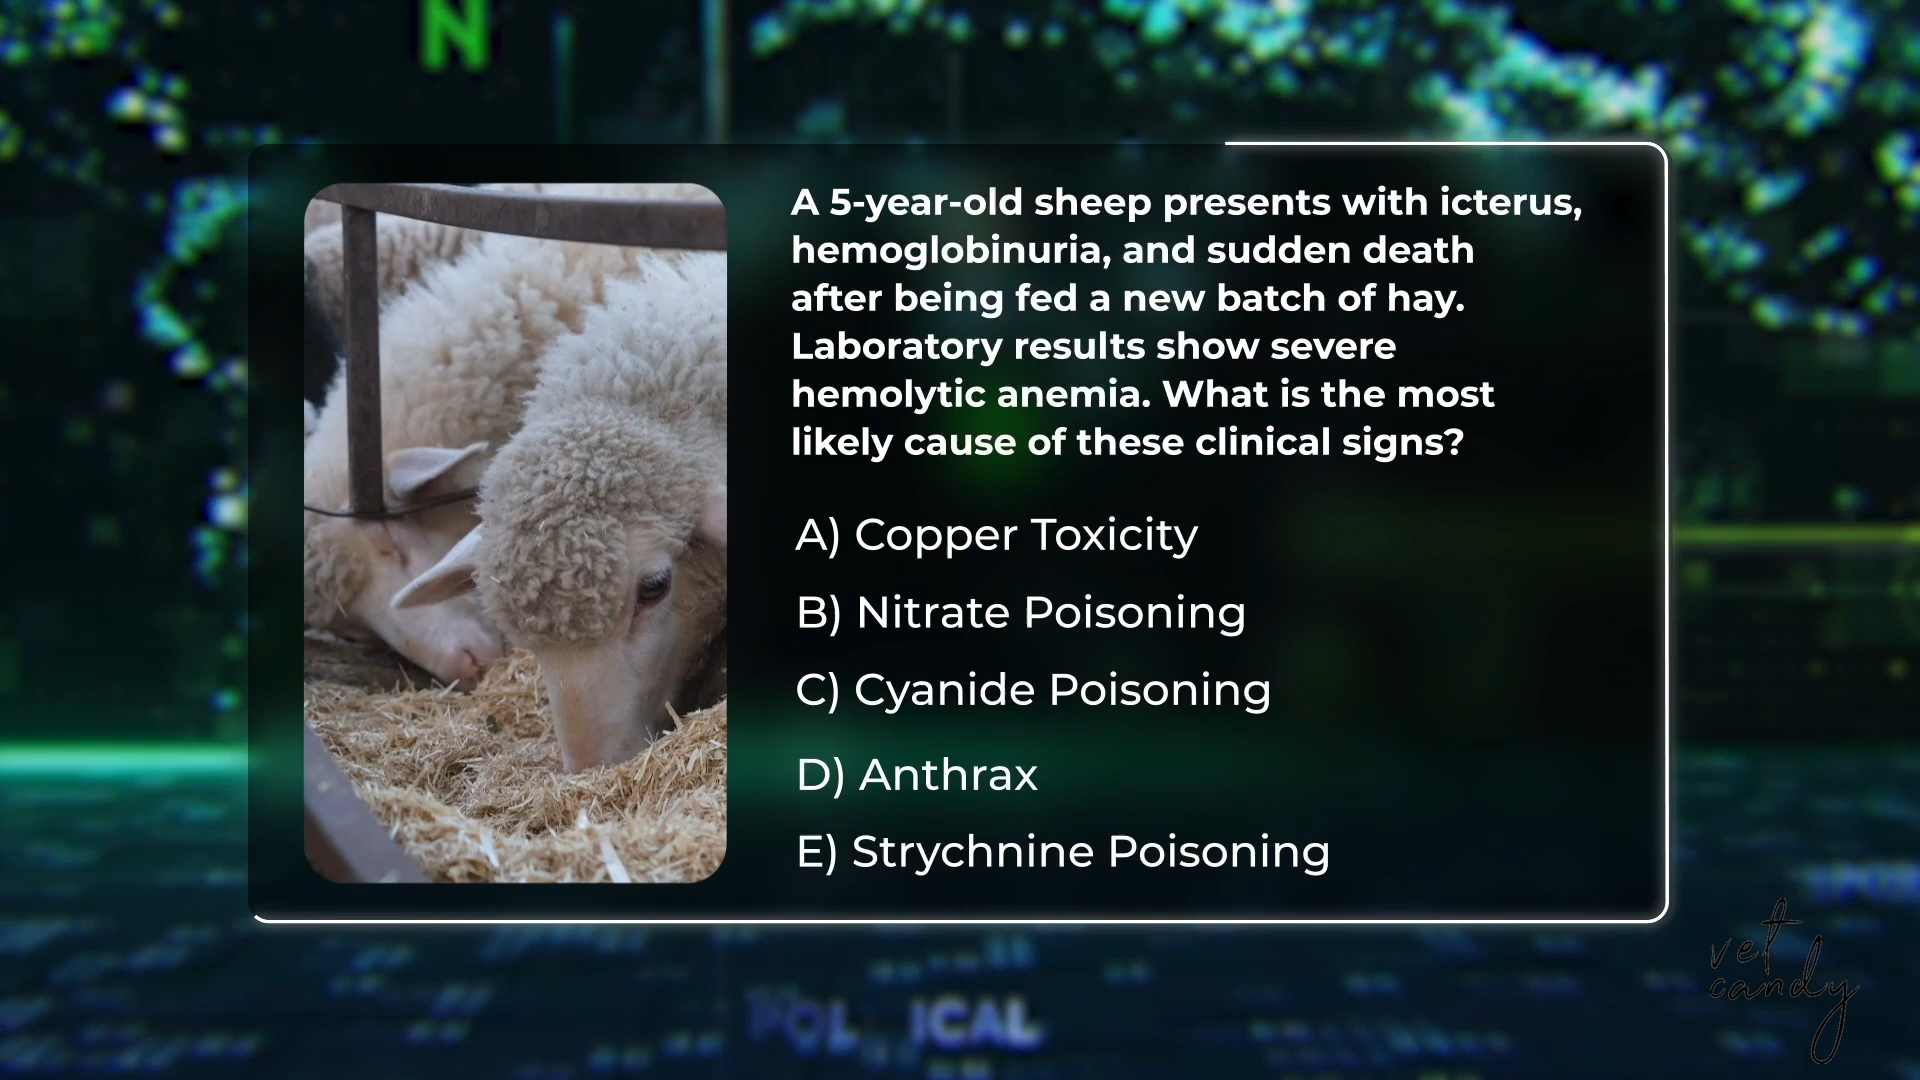 N
A 5-year-old sheep presents with icterus,
hemoglobinuria, and sudden death
after being fed a new batch of hay.
Laboratory results show severe
hemolytic anemia. What is the most
likely cause of these clinical signs?
A) Copper Toxicity
B) Nitrate Poisoning
C) Cyanide Poisoning
D) Anthrax
E) Strychnine Poisoning
vet
candy